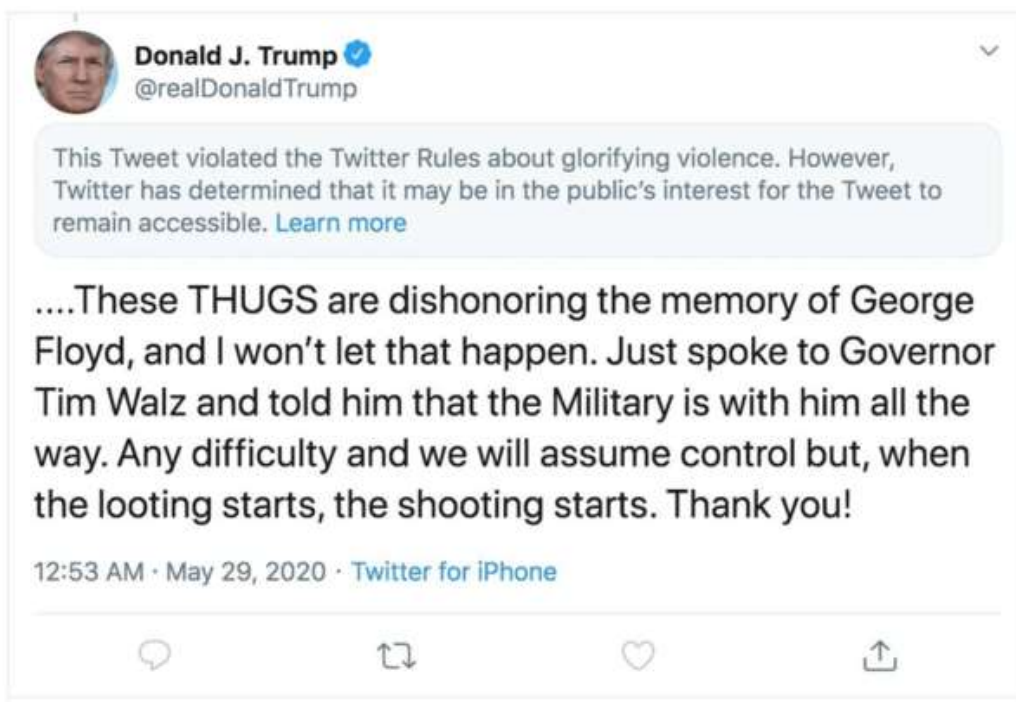 Donald J. Trump
@realDonaldTrump
This Tweet violated the Twitter Rules about glorifying violence. However,
Twitter has determined that it may be in the public's interest for the Tweet to
remain accessible. Learn more
....These THUGS are dishonoring the memory of George
Floyd, and I won't let that happen. Just spoke to Governor
Tim Walz and told him that the Military is with him all the
way. Any difficulty and we will assume control but, when
the looting starts, the shooting starts. Thank you!
12:53 AM · May 29, 2020 · Twitter for iPhone